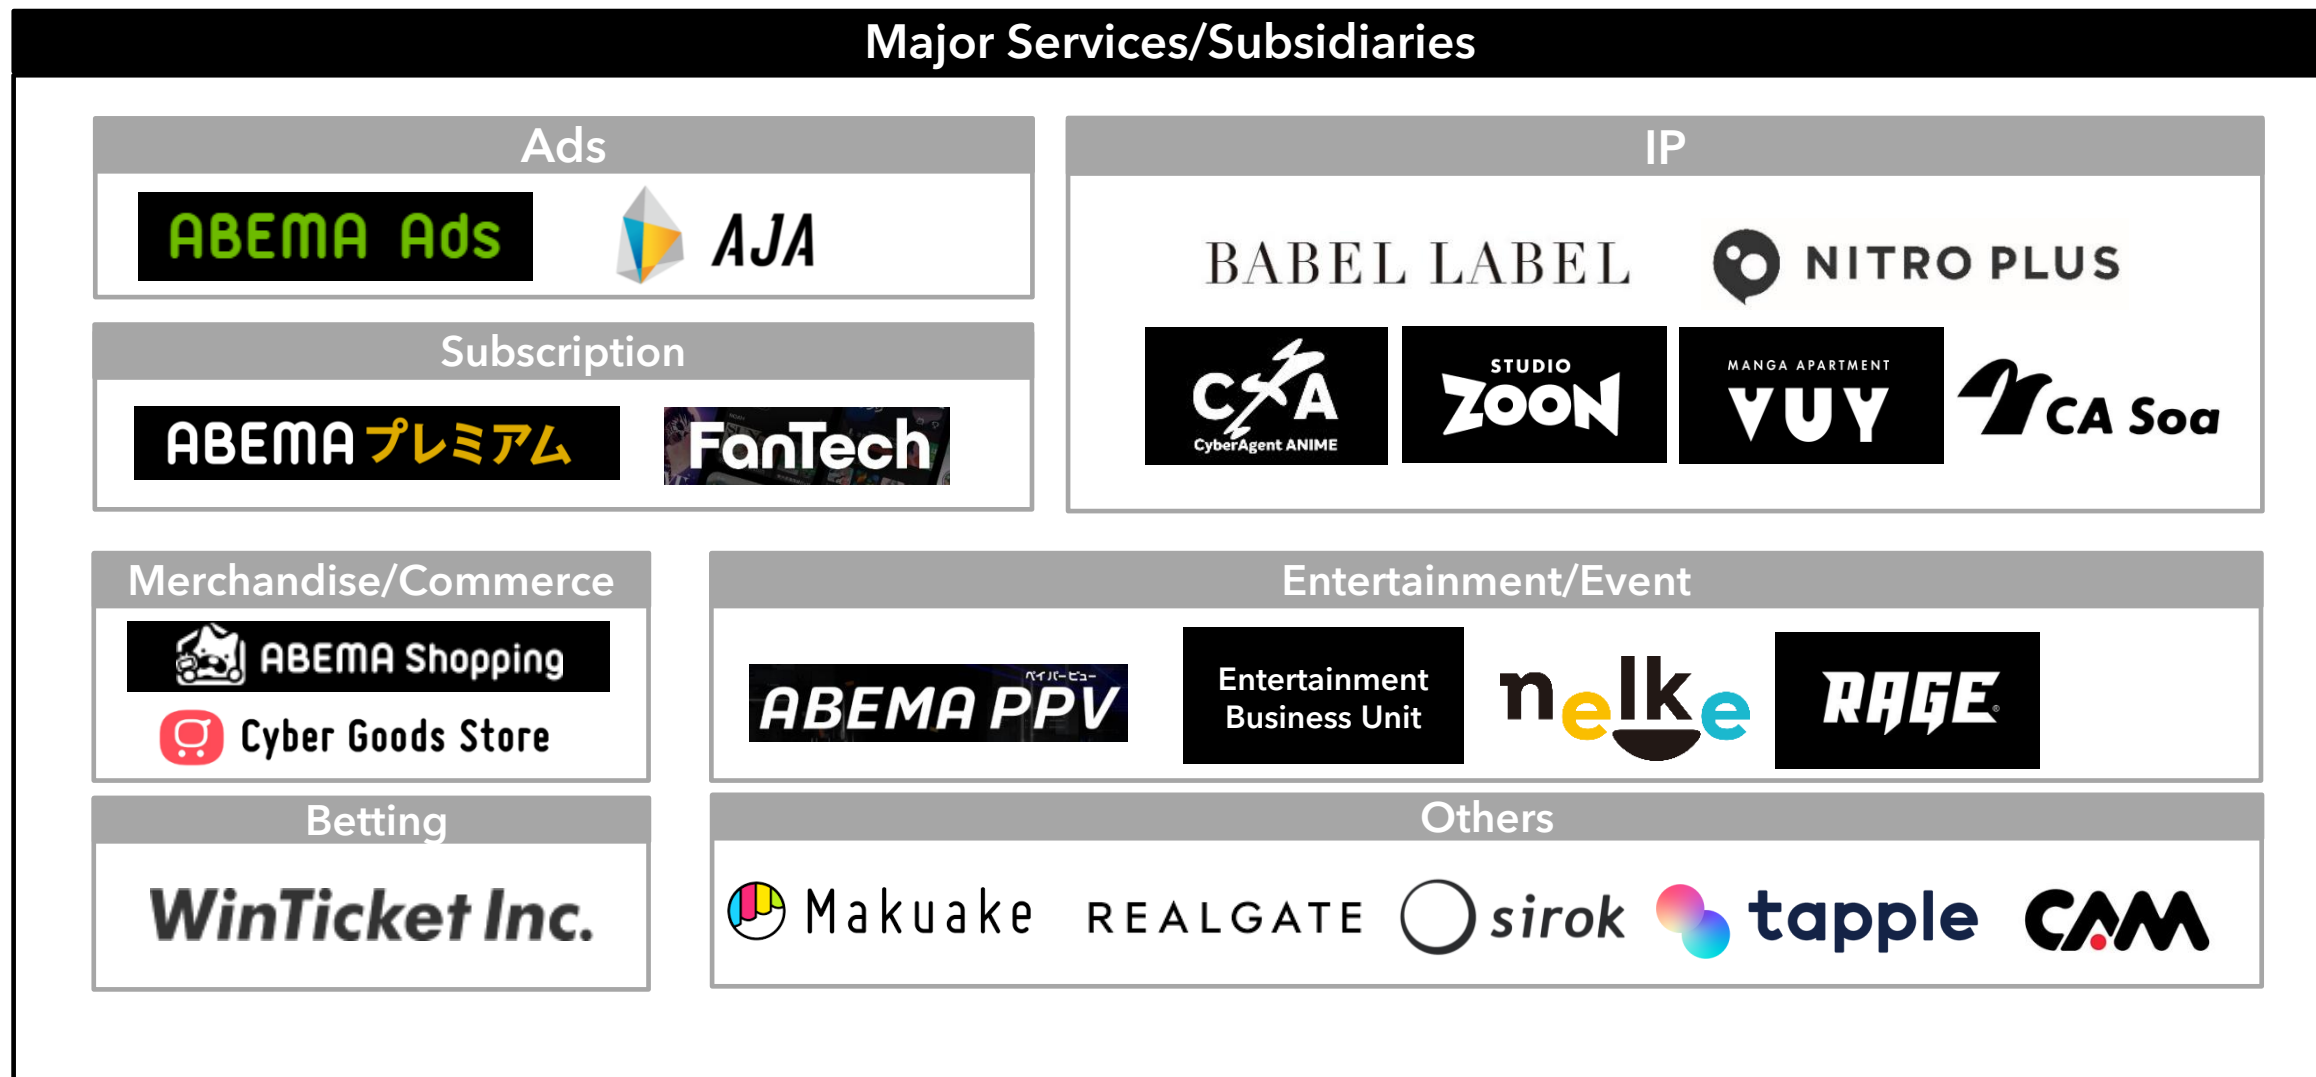 Major Services/Subsidiaries
Ads
ABEMA Ads
AJA
Subscription
ABEMAプレミアム
FanTech
IP
BABEL LABEL
NITRO PLUS
CXA
CyberAgent ANIME
STUDIO
ZOON
MANGA APARTMENT
VUY
CA Soa
Merchandise/Commerce
ABEMA Shopping
Cyber Goods Store
Entertainment/Event
ペイパービュー
ABEMA PPV
Entertainment
Business Unit
nelke
RAGE®
Betting
WinTicket Inc.
Others
Makuake
REALGATE
sirok
tapple
CAM